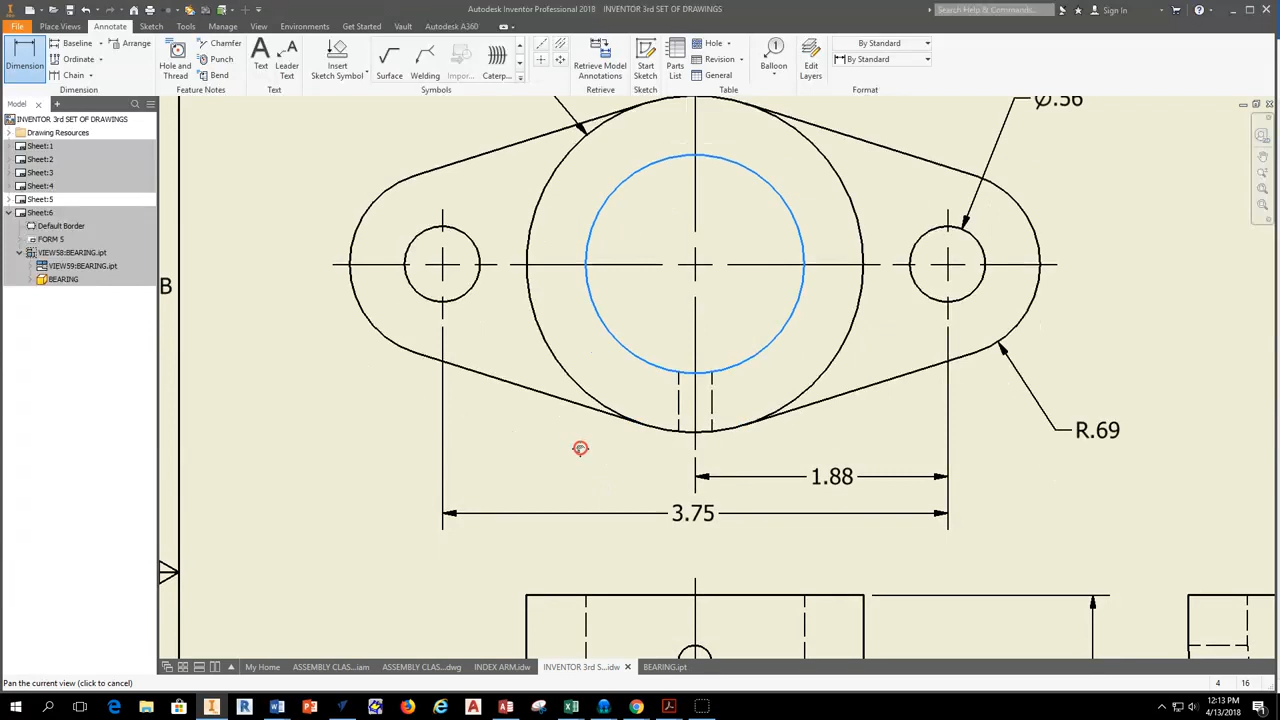 Autodesk Inventor Professional 2018 INVENTOR 3rd SET OF DRAWINGS
Search Help & Commands...
Sign In
File Place Views Annotate Sketch Tools Manage View Environments Get Started Vault Autodesk A360
Dimension
Baseline
Ordinate
Chain
Arrange
Dimension
Hole and Thread
Chamfer
Punch
Bend
Feature Notes
Text
Leader Text
Text
Insert Sketch Symbol
Surface
Welding
Impor...
Caterp...
Symbols
Retrieve Model Annotations
Retrieve
Start Sketch
Sketch
Parts List
Hole
Revision
General
Table
Balloon
Edit Layers
By Standard
By Standard
Format
Model
INVENTOR 3rd SET OF DRAWINGS
Drawing Resources
Sheet:1
Sheet:2
Sheet:3
Sheet:4
Sheet:5
Sheet:6
Default Border
FORM 5
VIEW58:BEARING.ipt
VIEW59:BEARING.ipt
BEARING
B
Ø.56
R.69
1.88
3.75
My Home ASSEMBLY CLAS...iam ASSEMBLY CLAS...dwg INDEX ARM.idw INVENTOR 3rd S...idw BEARING.ipt
Pan the current view (click to cancel)
4 16
12:13 PM
4/13/2018